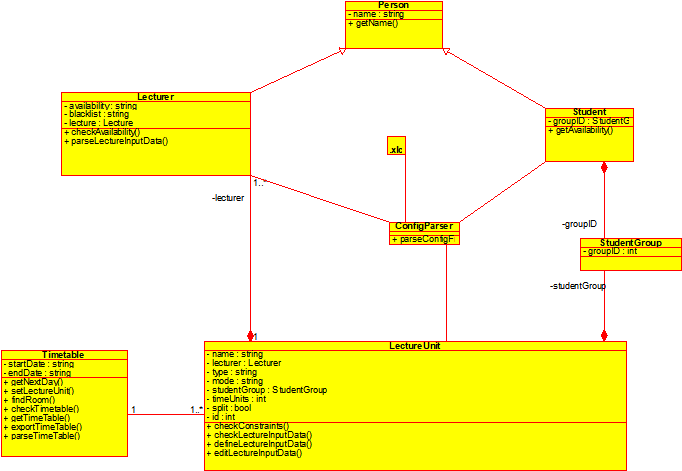 Person
- name : string
+ getName()
Lecturer
- availability: string
- blacklist : string
- lecture : Lecture
+ checkAvailability()
+ parseLectureInputData()
Student
- groupID : StudentG
+ getAvailability()
.xlc
1..*
-lecturer
ConfigParser
+ parseConfigFi
-groupID
StudentGroup
- groupID : int
-studentGroup
1
LectureUnit
- name : string
- lecturer : Lecturer
- type : string
- mode : string
- studentGroup : StudentGroup
- timeUnits : int
- split : bool
- id : int
+ checkConstraints()
+ checkLectureInputData()
+ defineLectureInputData()
+ editLectureInputData()
Timetable
- startDate : string
- endDate : string
+ getNextDay()
+ setLectureUnit()
+ findRoom()
+ checkTimetable()
+ getTimeTable()
+ exportTimeTable()
+ parseTimeTable()
1
1..*